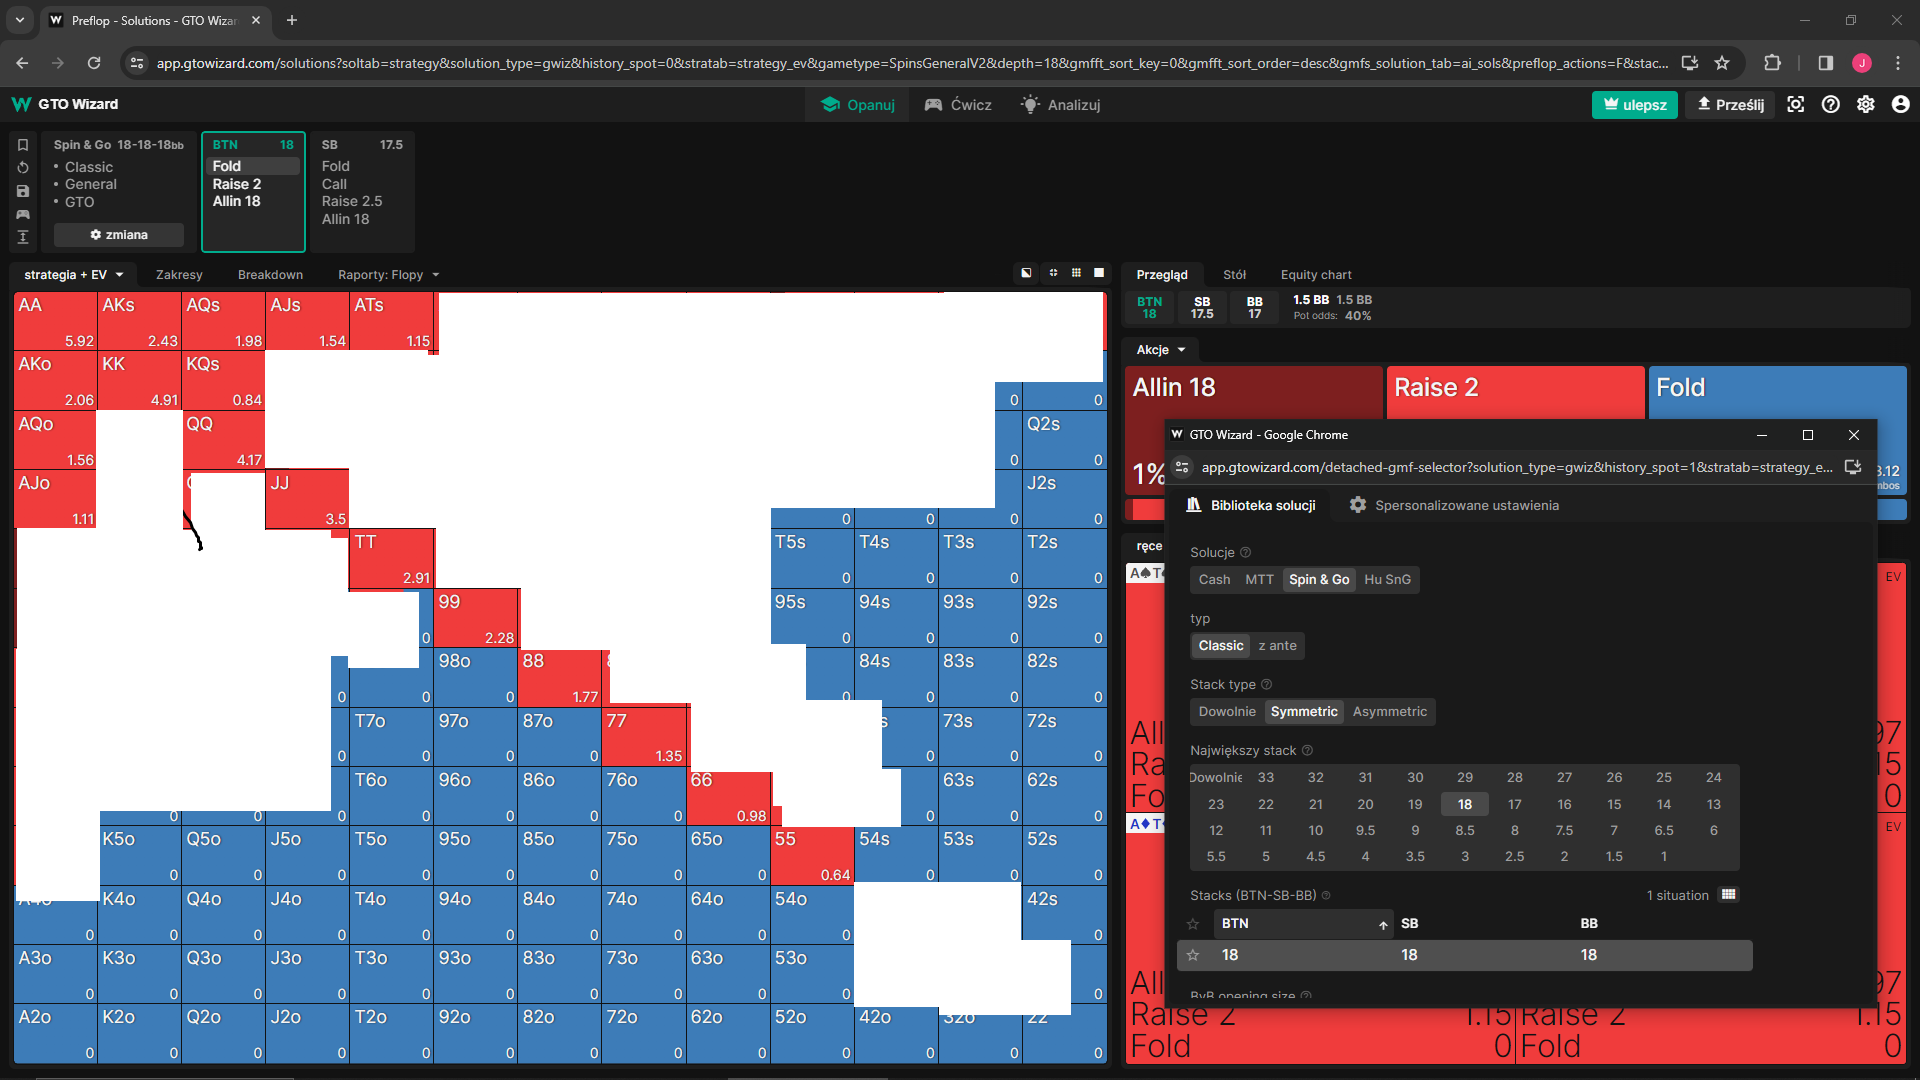 Preflop - Solutions - GTO Wizar
app.gtowizard.com/solutions?soltab=strategy&solution_type=gwiz&history_spot=0&stratab=strategy_ev&gametype=SpinsGeneralV2&depth=18&gmfft_sort_key=0&gmfft_sort_order=desc&gmfs_solution_tab=ai_sols&preflop_actions=F&stac...
J
GTO Wizard
Opanuj
Ćwicz
Analizuj
ulepsz
Prześlij
Spin & Go 18-18-18bb
• Classic
• General
• GTO
zmiana
BTN 18
Fold
Raise 2
Allin 18
SB 17.5
Fold
Call
Raise 2.5
Allin 18
strategia + EV
Zakresy
Breakdown
Raporty: Flopy
AA AKs AQs AJs ATs
5.92 2.43 1.98 1.54 1.15
AKo KK KQs
2.06 4.91 0.84 0 0
AQo QQ Q2s
1.56 4.17 0 0
AJo JJ J2s
1.11 3.5 0 0 0 0
TT T5s T4s T3s T2s
2.91 0 0 0 0
99 95s 94s 93s 92s
0 2.28 0 0 0 0
98o 88 84s 83s 82s
0 0 0 1.77 0 0 0 0
T7o 97o 87o 77 73s 72s
0 0 0 0 1.35 0 0
T6o 96o 86o 76o 66 63s 62s
0 0 0 0 0 0 0 0.98 0 0 0
K5o Q5o J5o T5o 95o 85o 75o 65o 55 54s 53s 52s
0 0 0 0 0 0 0 0 0.64 0 0 0
A4o K4o Q4o J4o T4o 94o 84o 74o 64o 54o 42s
0 0 0 0 0 0 0 0 0 0 0
A3o K3o Q3o J3o T3o 93o 83o 73o 63o 53o
0 0 0 0 0 0 0 0 0 0 0
A2o K2o Q2o J2o T2o 92o 82o 72o 62o 52o 42o 32o 22
0 0 0 0 0 0 0 0 0 0 0 0 0
Przegląd
Stół
Equity chart
BTN 18
SB 17.5
BB 17
1.5 BB 1.5 BB
Pot odds: 40%
Akcje
Allin 18
Raise 2
Fold
1%
ręce
GTO Wizard - Google Chrome
app.gtowizard.com/detached-gmf-selector?solution_type=gwiz&history_spot=1&stratab=strategy_e...
Biblioteka solucji
Spersonalizowane ustawienia
Solucje
Cash MTT Spin & Go Hu SnG
typ
Classic z ante
Stack type
Dowolnie Symmetric Asymmetric
Największy stack
Dowolnie 33 32 31 30 29 28 27 26 25 24
23 22 21 20 19 18 17 16 15 14 13
12 11 10 9.5 9 8.5 8 7.5 7 6.5 6
5.5 5 4.5 4 3.5 3 2.5 2 1.5 1
Stacks (BTN-SB-BB)
1 situation
BTN SB BB
18 18 18
ByB opening size
EV
EV
Raise 2 1.15 Raise 2 1.15
Fold 0 Fold 0